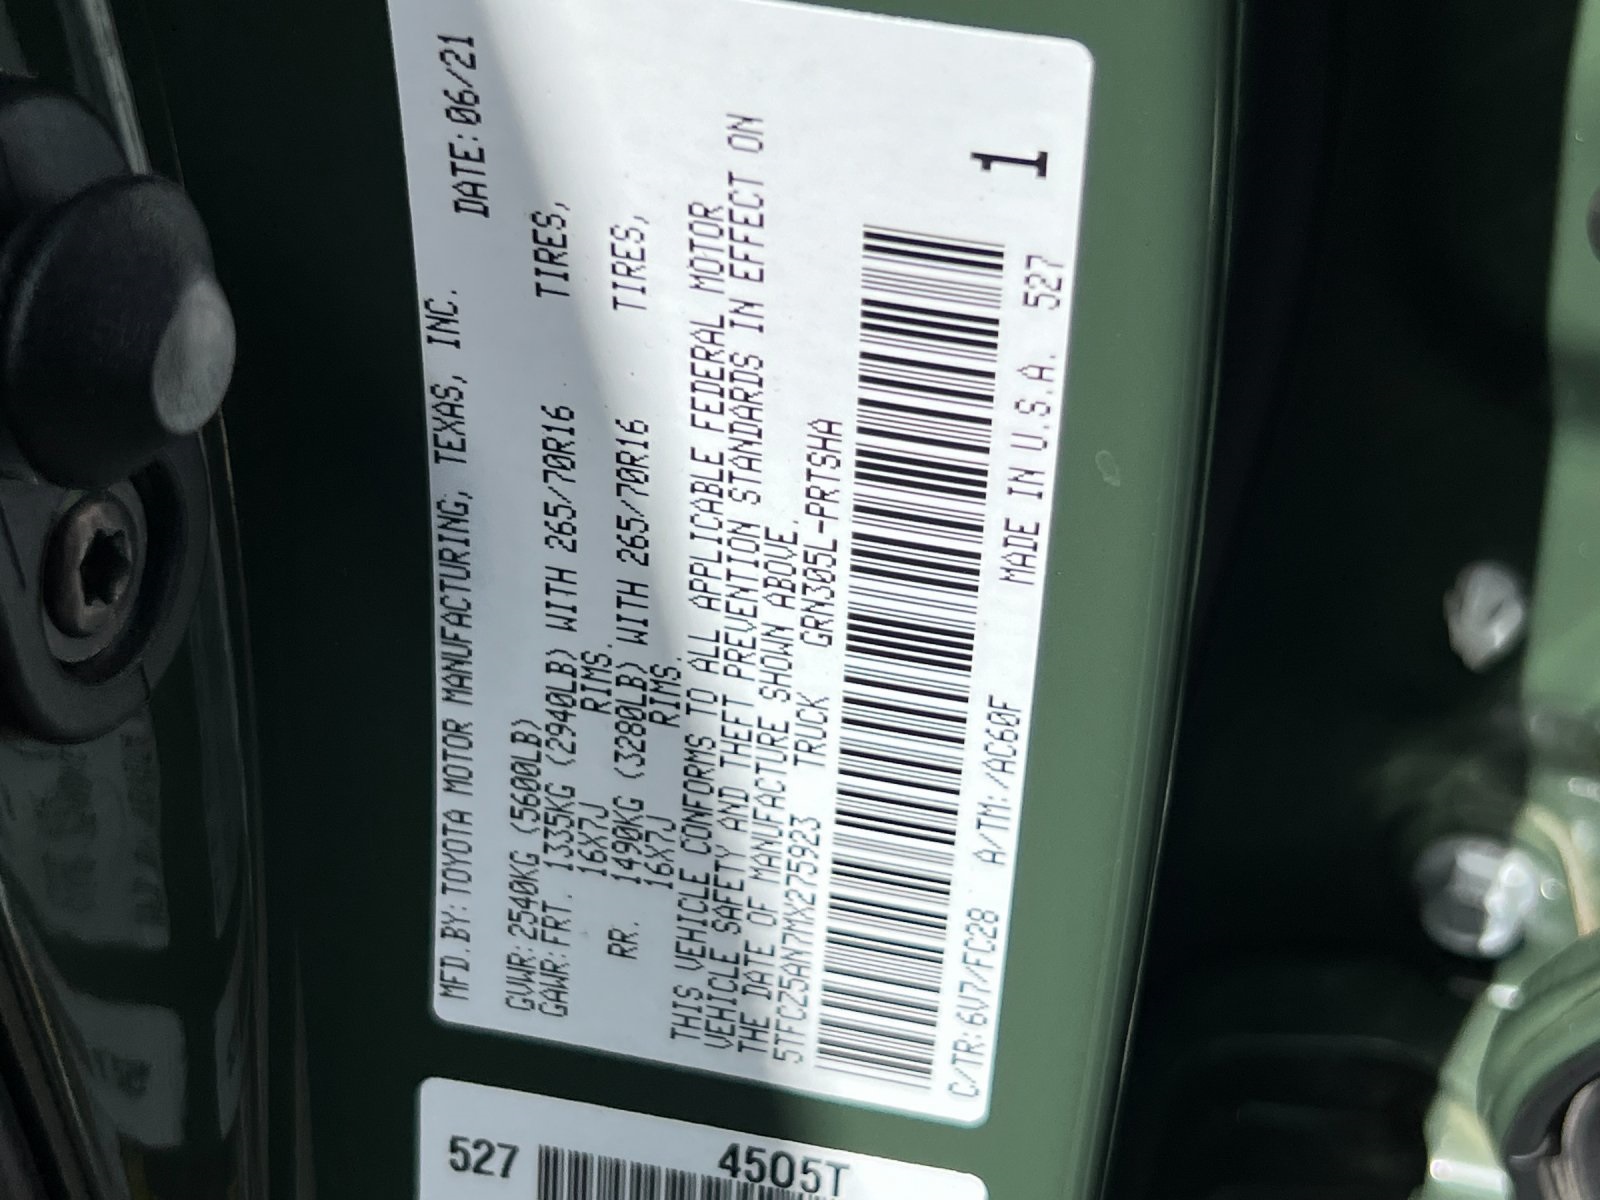 MFD.BY: TOYOTA MOTOR MANUFACTURING, TEXAS, INC. DATE: 06/21
GVWR: 2540KG (5600LB)
GAWR: FRT. 1335KG (2940LB) WITH 265/70R16 TIRES,
16X7J RIMS.
RR. 1490KG (3280LB) WITH 265/70R16 TIRES,
16X7J RIMS.
THIS VEHICLE CONFORMS TO ALL APPLICABLE FEDERAL MOTOR
VEHICLE SAFETY AND THEFT PREVENTION STANDARDS IN EFFECT ON
THE DATE OF MANUFACTURE SHOWN ABOVE.
5TFCZ5AN7MX275923 TRUCK GRN305L-PRTSHA
C/TR: 6V7/FC28 A/TM: /AC60F MADE IN U.S.A. 527
1
527 4505T